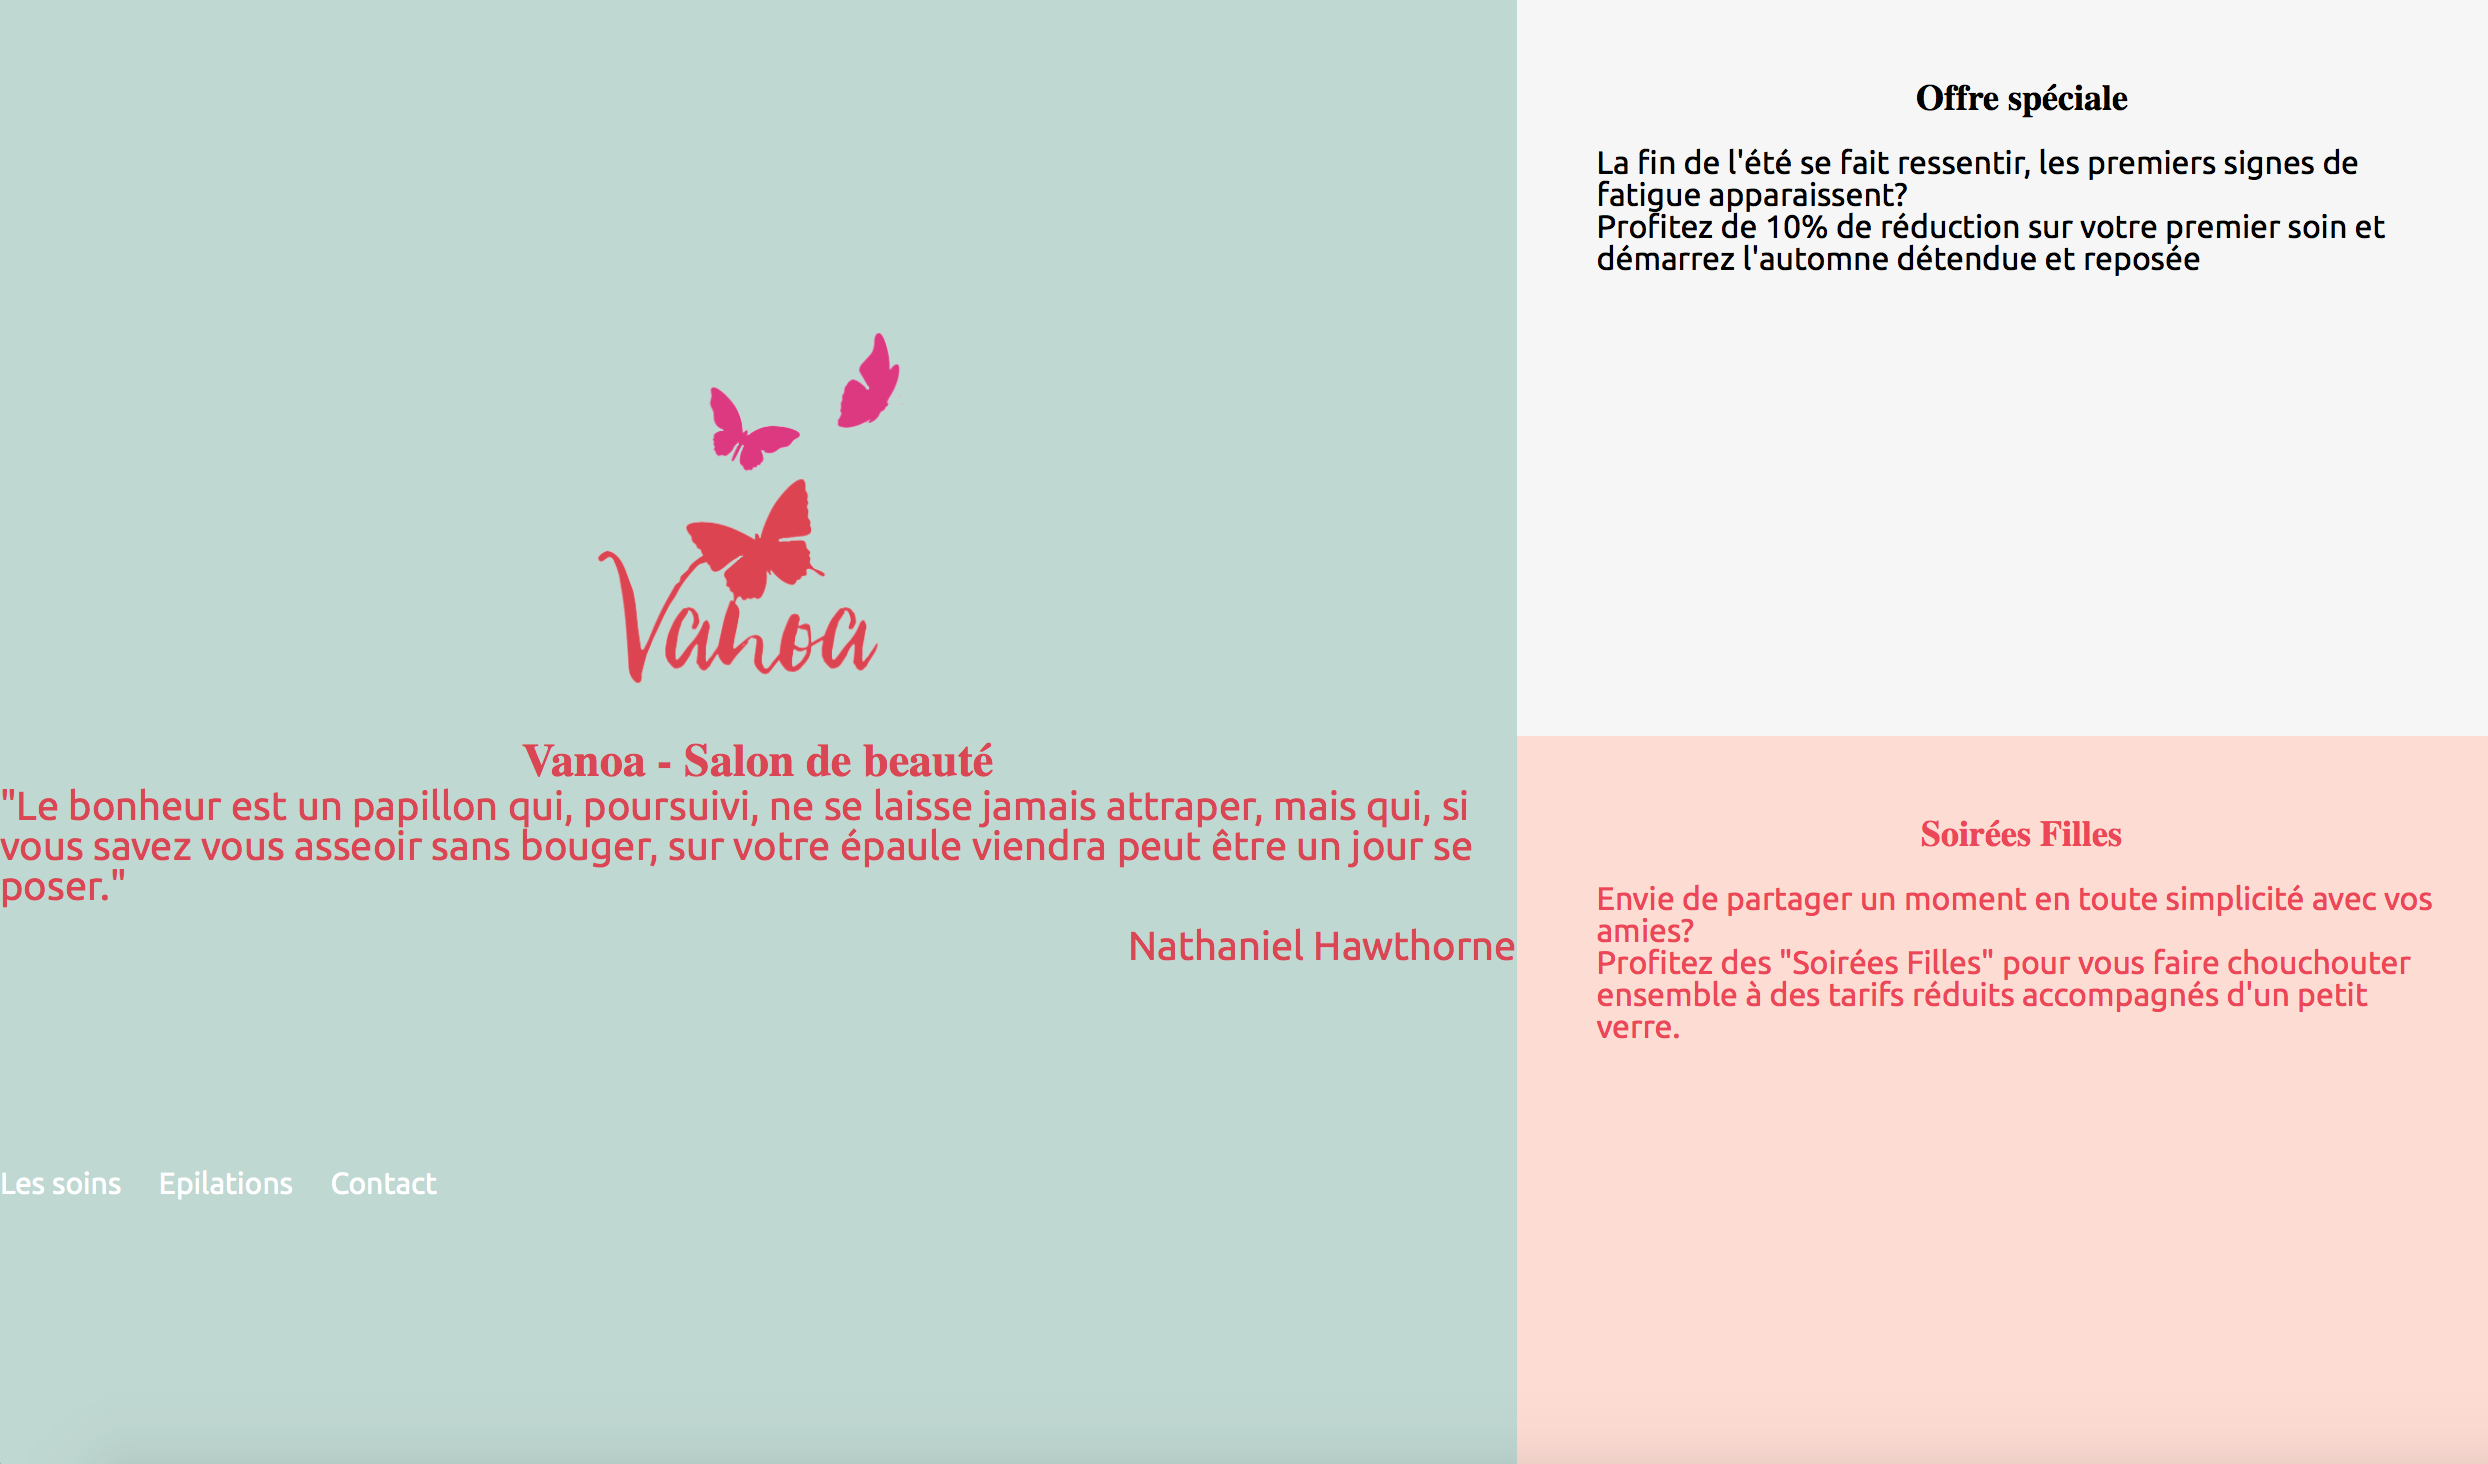 Vanoa
Vanoa - Salon de beauté
"Le bonheur est un papillon qui, poursuivi, ne se laisse jamais attraper, mais qui, si
vous savez vous asseoir sans bouger, sur votre épaule viendra peut être un jour se
poser."
Nathaniel Hawthorne
Les soins Epilations Contact
Offre spéciale
La fin de l'été se fait ressentir, les premiers signes de
fatigue apparaissent?
Profitez de 10% de réduction sur votre premier soin et
démarrez l'automne détendue et reposée
Soirées Filles
Envie de partager un moment en toute simplicité avec vos
amies?
Profitez des "Soirées Filles" pour vous faire chouchouter
ensemble à des tarifs réduits accompagnés d'un petit
verre.